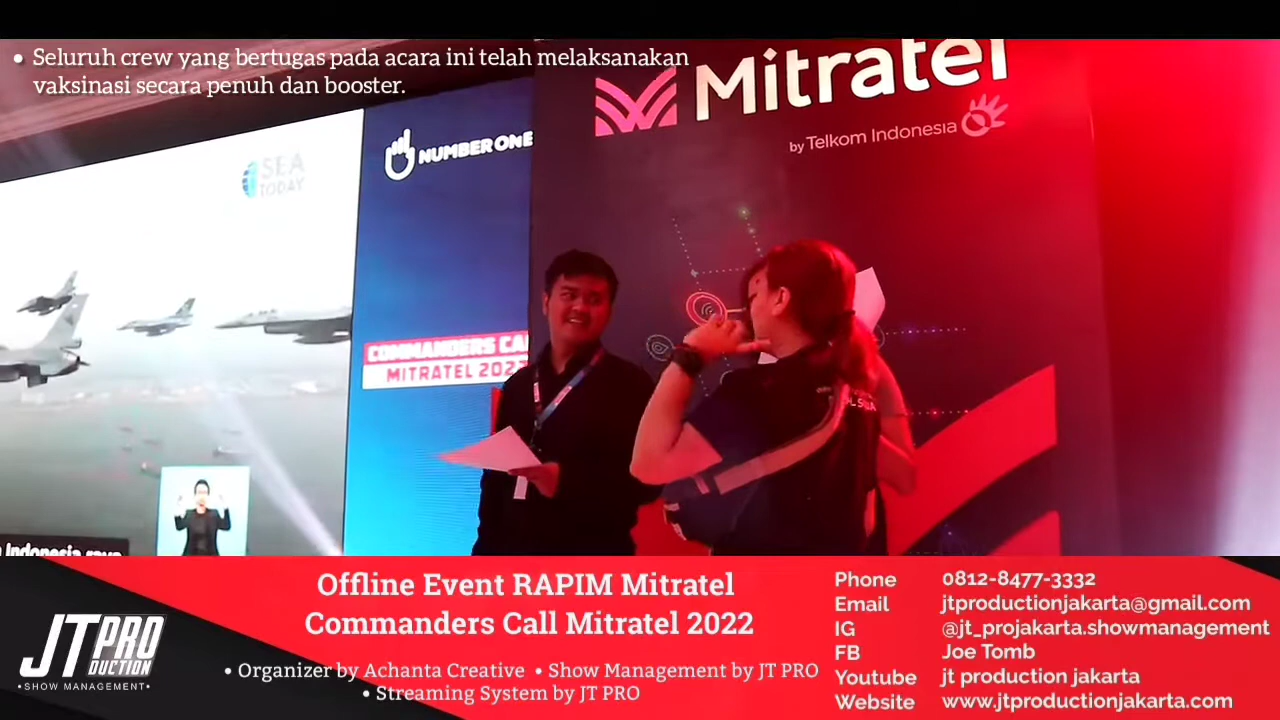 • Seluruh crew yang bertugas pada acara ini telah melaksanakan
vaksinasi secara penuh dan booster.
Mitratel
by Telkom Indonesia
SEA
TODAY
NUMBER ONE
COMMANDERS CA
MITRATEL 2022
Indonesia raya
Offline Event RAPIM Mitratel
Commanders Call Mitratel 2022
• Organizer by Achanta Creative • Show Management by JT PRO
• Streaming System by JT PRO
JT PRO
DUCTION
•SHOW MANAGEMENT•
Phone 0812-8477-3332
Email jtproductionjakarta@gmail.com
IG @jt_projakarta.showmanagement
FB Joe Tomb
Youtube jt production jakarta
Website www.jtproductionjakarta.com